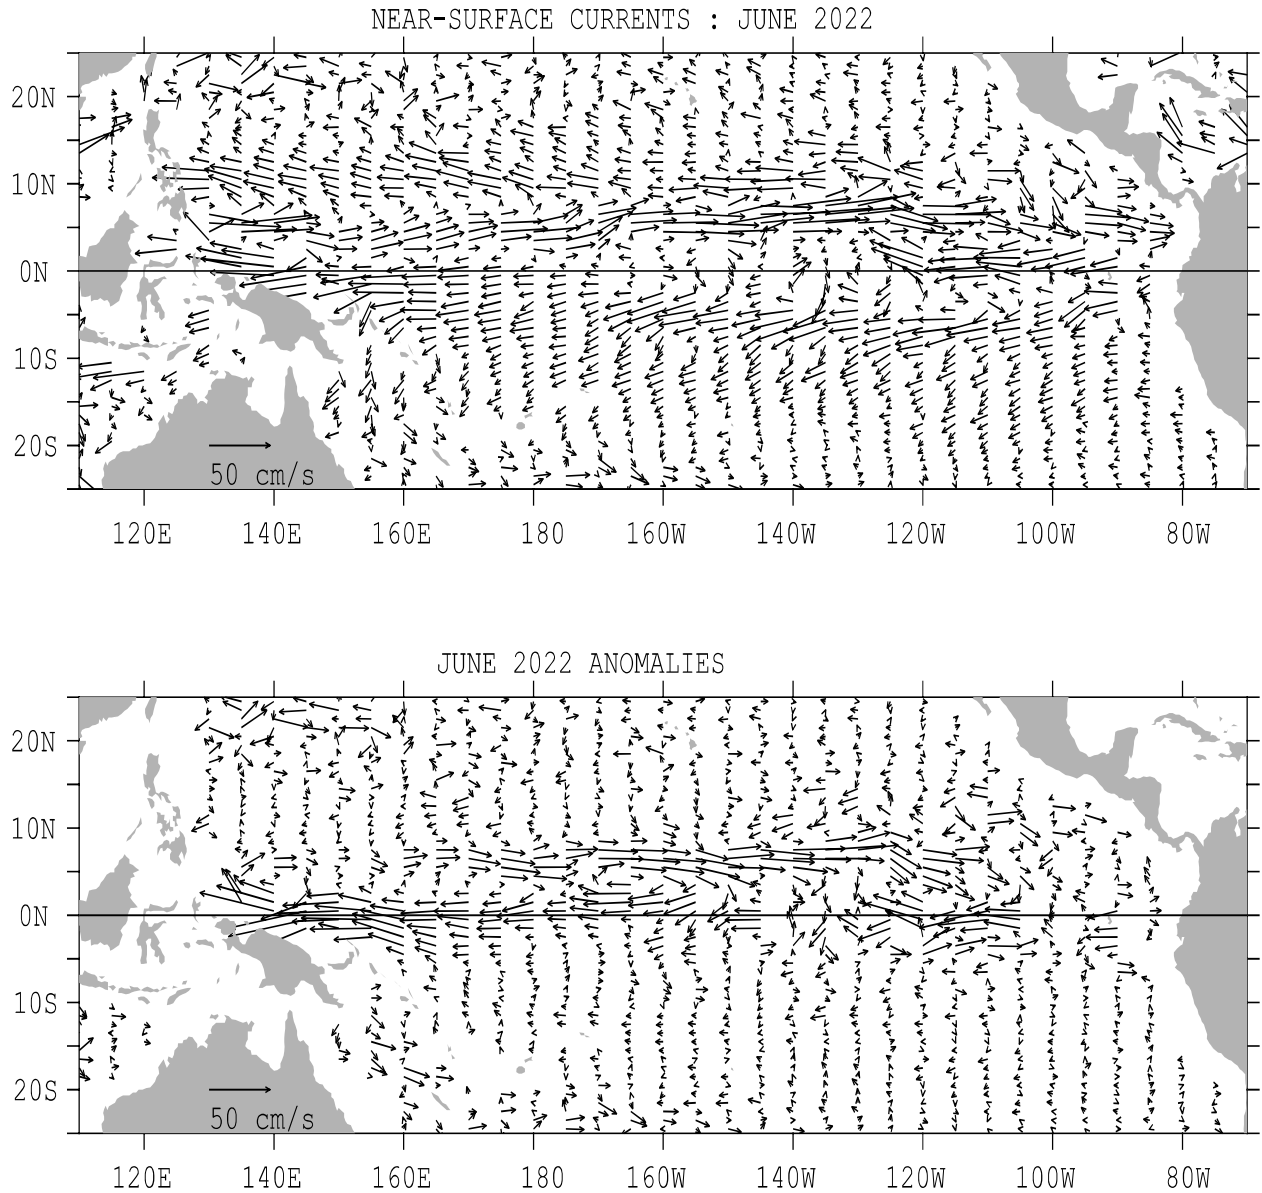 NEAR-SURFACE CURRENTS : JUNE 2022
20N
10N
0N
10S
20S
50 cm/s
120E 140E 160E 180 160W 140W 120W 100W 80W
JUNE 2022 ANOMALIES
20N
10N
0N
10S
20S
50 cm/s
120E 140E 160E 180 160W 140W 120W 100W 80W